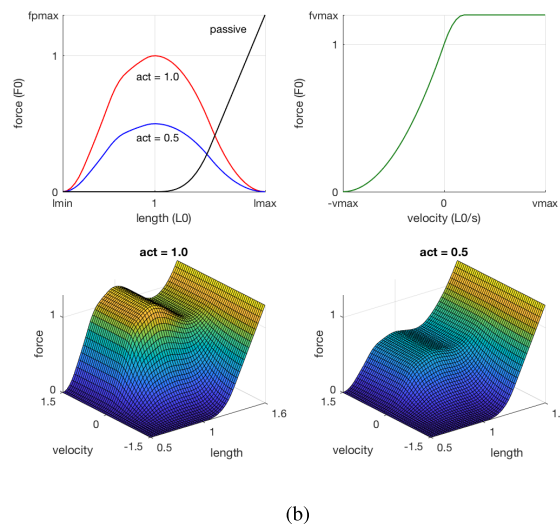 fpmax
passive
1
act = 1.0
act = 0.5
force (F0)
0
lmin
1
lmax
length (L0)
fvmax
1
force (F0)
0
-vmax
0
vmax
velocity (L0/s)
act = 1.0
1
force
0
1.5
0
velocity
-1.5
0.5
1
1.6
length
act = 0.5
1
force
0
1.5
0
velocity
-1.5
0.5
1
1.
length
(b)